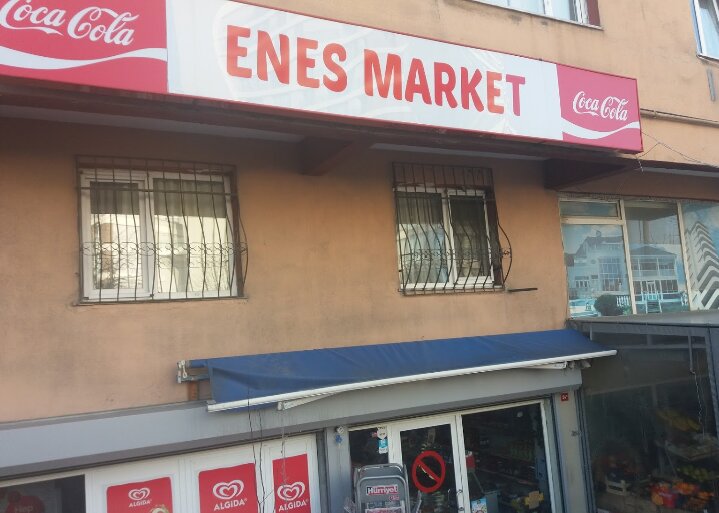 Coca Cola
ENES MARKET
Coca Cola
ALGIDA
ALGIDA
ALGIDA
Hürriyet